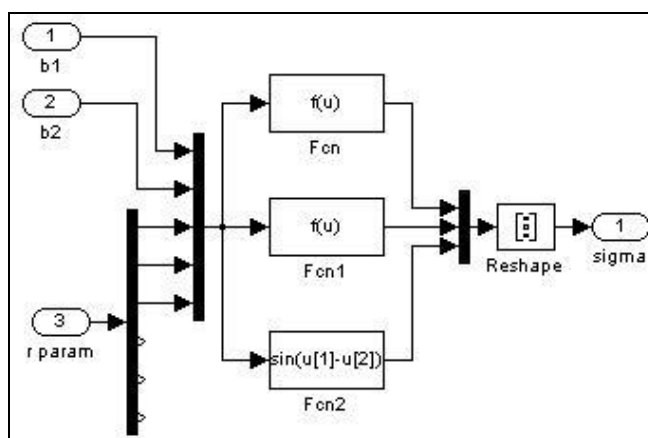 1
b1
2
b2
3
r param
f(u)
Fcn
f(u)
Fcn1
sin(u[1]-u[2])
Fcn2
Reshape
1
sigma